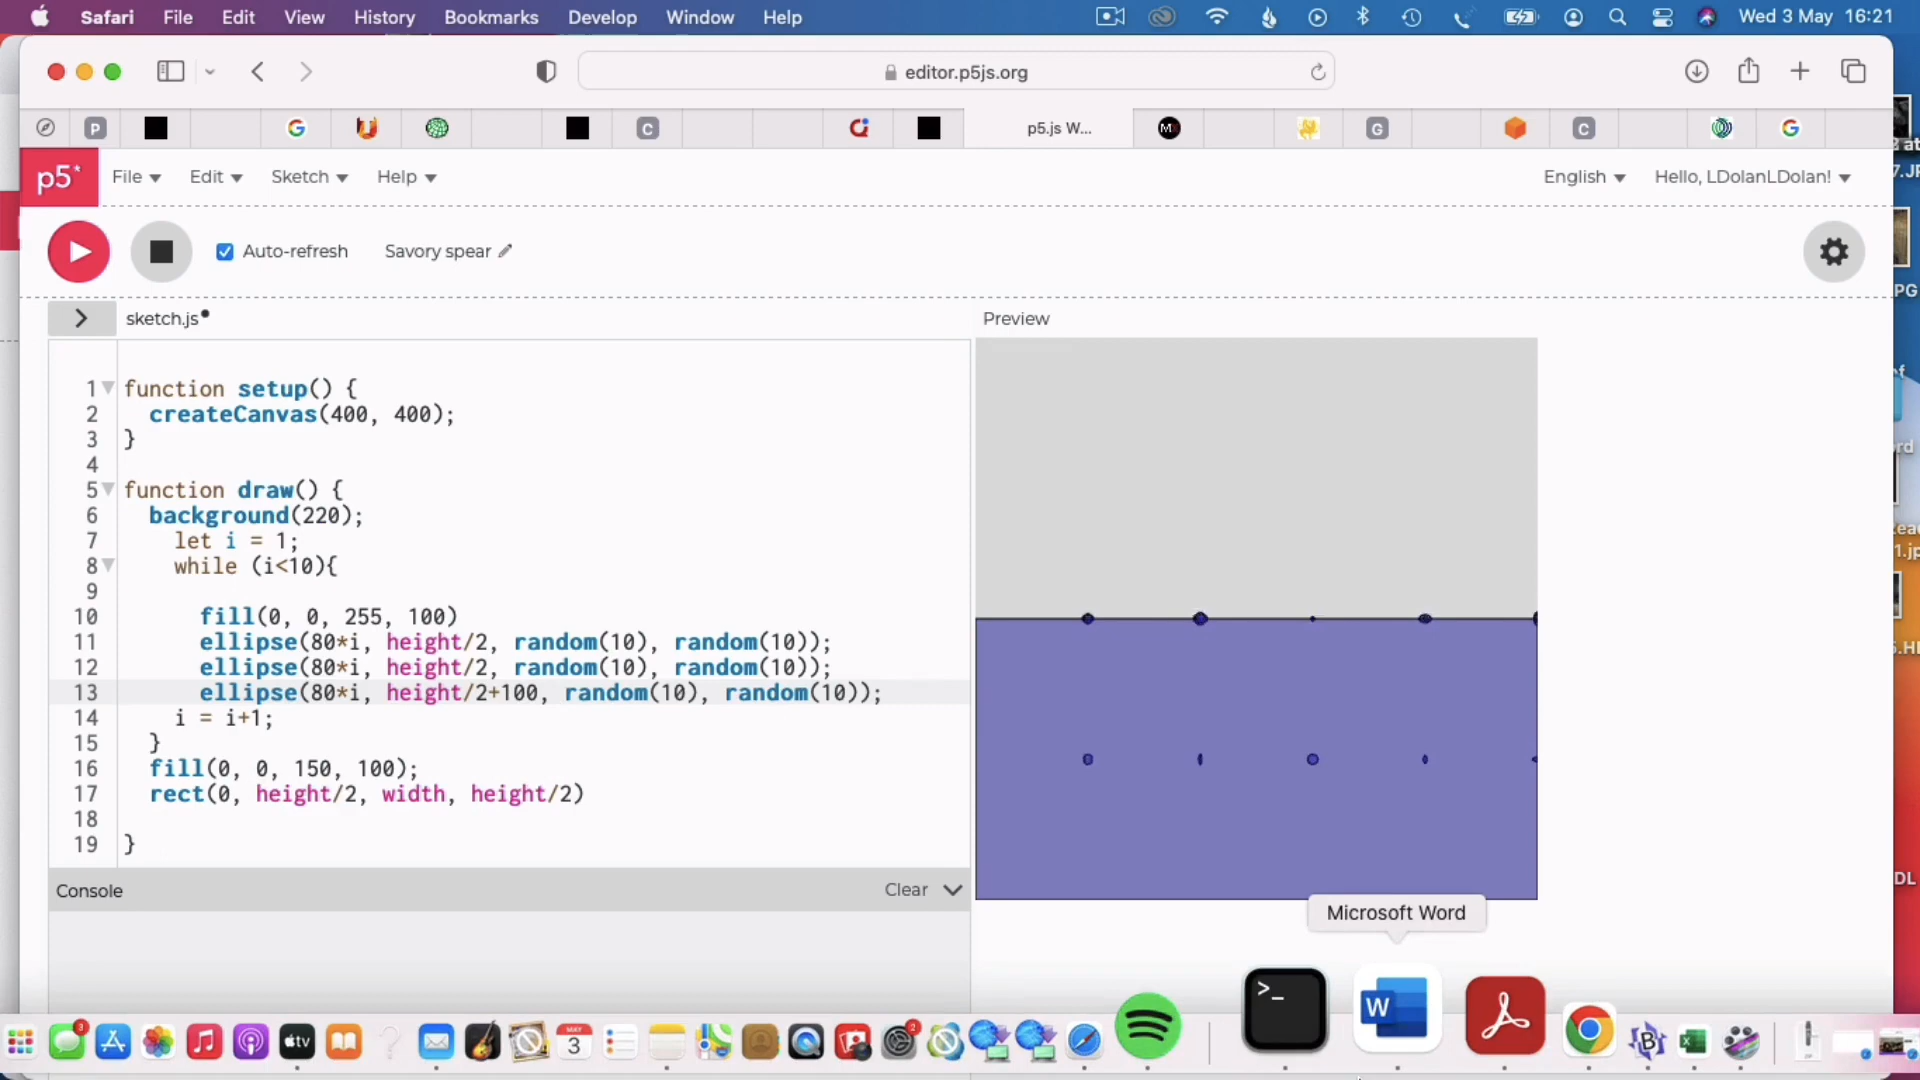 Safari File Edit View History Bookmarks Develop Window Help Wed 3 May 16:21
editor.p5js.org
P G C C p5.js W... M G C G
p5* File Edit Sketch Help English Hello, LDolanLDolan!
Auto-refresh Savory spear
sketch.js Preview
1 function setup() {
2 createCanvas(400, 400);
3 }
4
5 function draw() {
6 background(220);
7 let i = 1;
8 while (i<10){
9
10 fill(0, 0, 255, 100)
11 ellipse(80*i, height/2, random(10), random(10));
12 ellipse(80*i, height/2, random(10), random(10));
13 ellipse(80*i, height/2+100, random(10), random(10));
14 i = i+1;
15 }
16 fill(0, 0, 150, 100);
17 rect(0, height/2, width, height/2)
18
19 }
Console Clear
Microsoft Word
>_ W
3 tv MAY 3 2